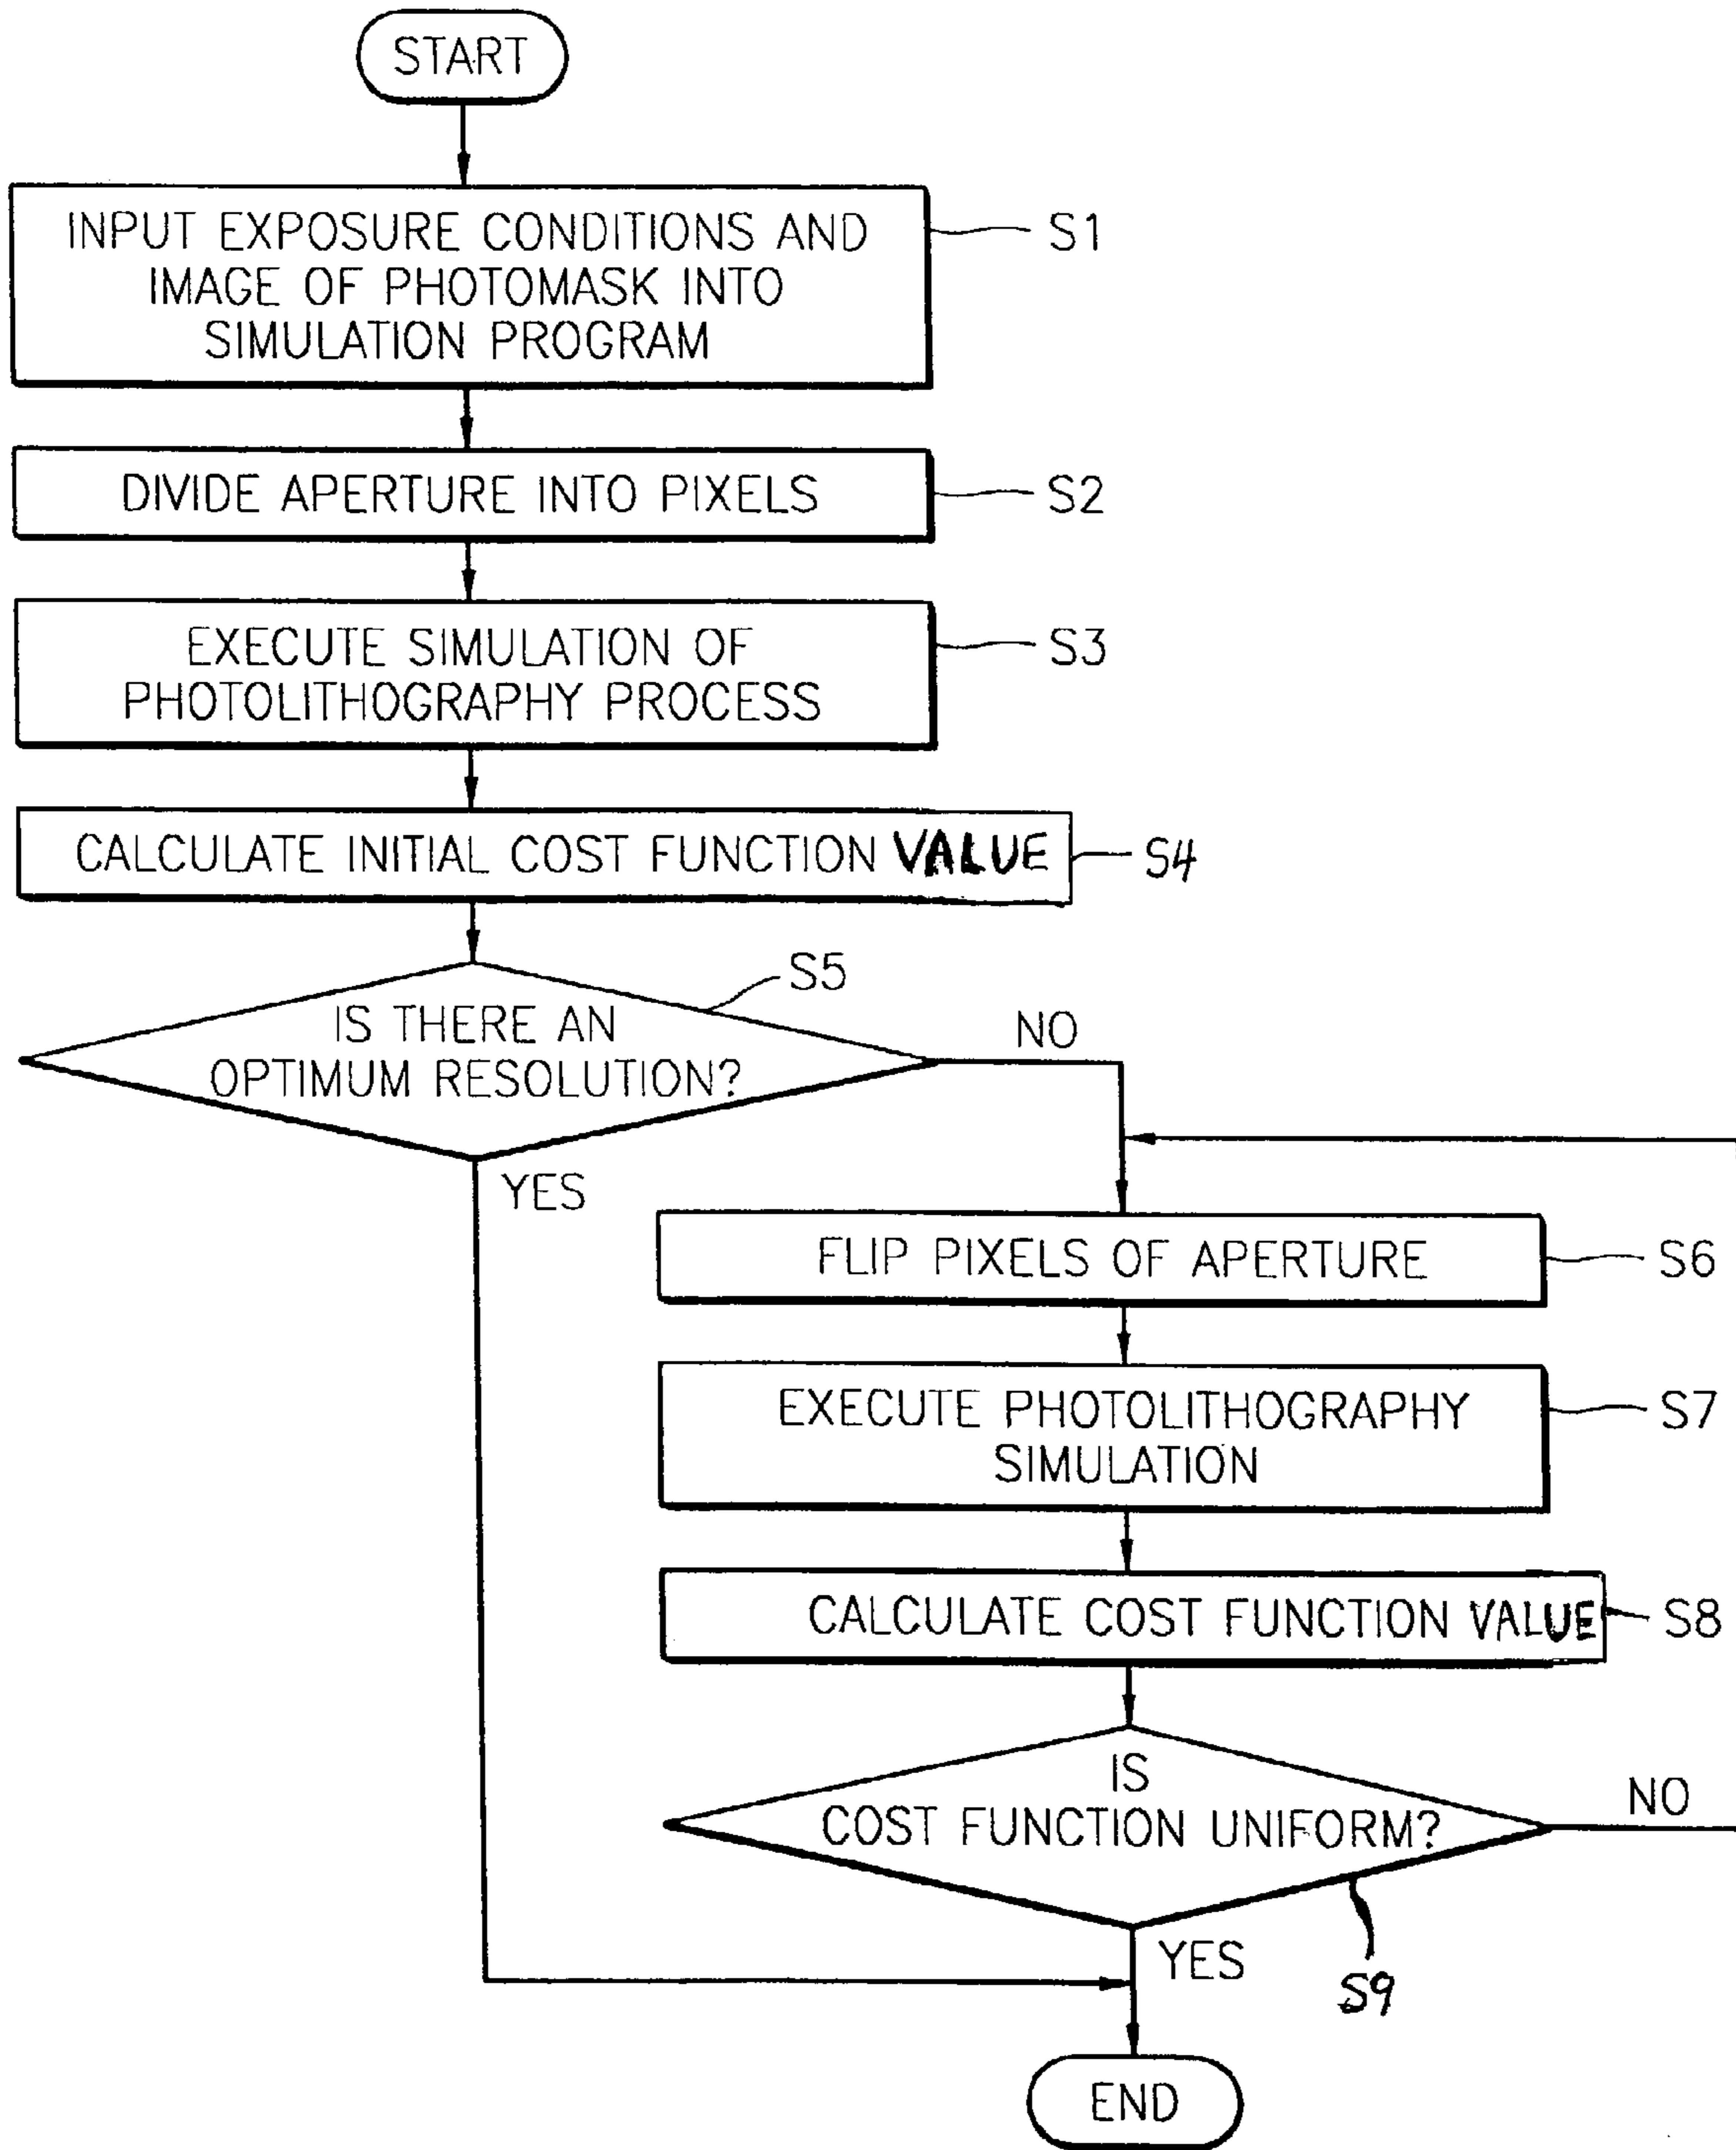 START
INPUT EXPOSURE CONDITIONS AND
IMAGE OF PHOTOMASK INTO
SIMULATION PROGRAM
S1
DIVIDE APERTURE INTO PIXELS
S2
EXECUTE SIMULATION OF
PHOTOLITHOGRAPHY PROCESS
S3
CALCULATE INITIAL COST FUNCTION VALUE
S4
S5
IS THERE AN
OPTIMUM RESOLUTION?
NO
YES
FLIP PIXELS OF APERTURE
S6
EXECUTE PHOTOLITHOGRAPHY
SIMULATION
S7
CALCULATE COST FUNCTION VALUE
S8
IS
COST FUNCTION UNIFORM?
NO
YES
S9
END